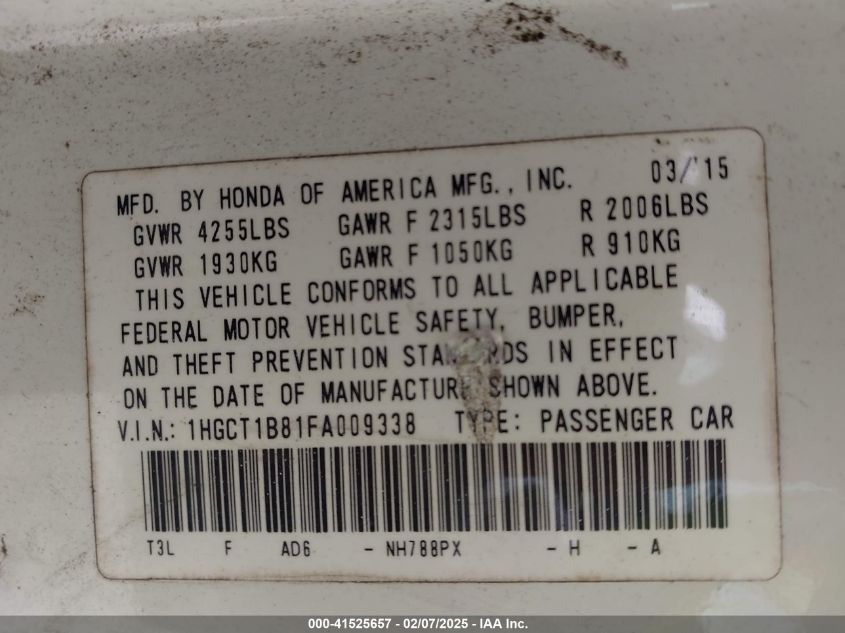 MFD. BY HONDA OF AMERICA MFG., INC. 03/'15
GVWR 4255LBS GAWR F 2315LBS R 2006LBS
GVWR 1930KG GAWR F 1050KG R 910KG
THIS VEHICLE CONFORMS TO ALL APPLICABLE
FEDERAL MOTOR VEHICLE SAFETY, BUMPER,
AND THEFT PREVENTION STANDARDS IN EFFECT
ON THE DATE OF MANUFACTURE SHOWN ABOVE.
V.I.N.: 1HGCT1B81FA009338 TYPE: PASSENGER CAR
T3L F AD6 - NH788PX - H - A
000-41525657 - 02/07/2025 - IAA Inc.